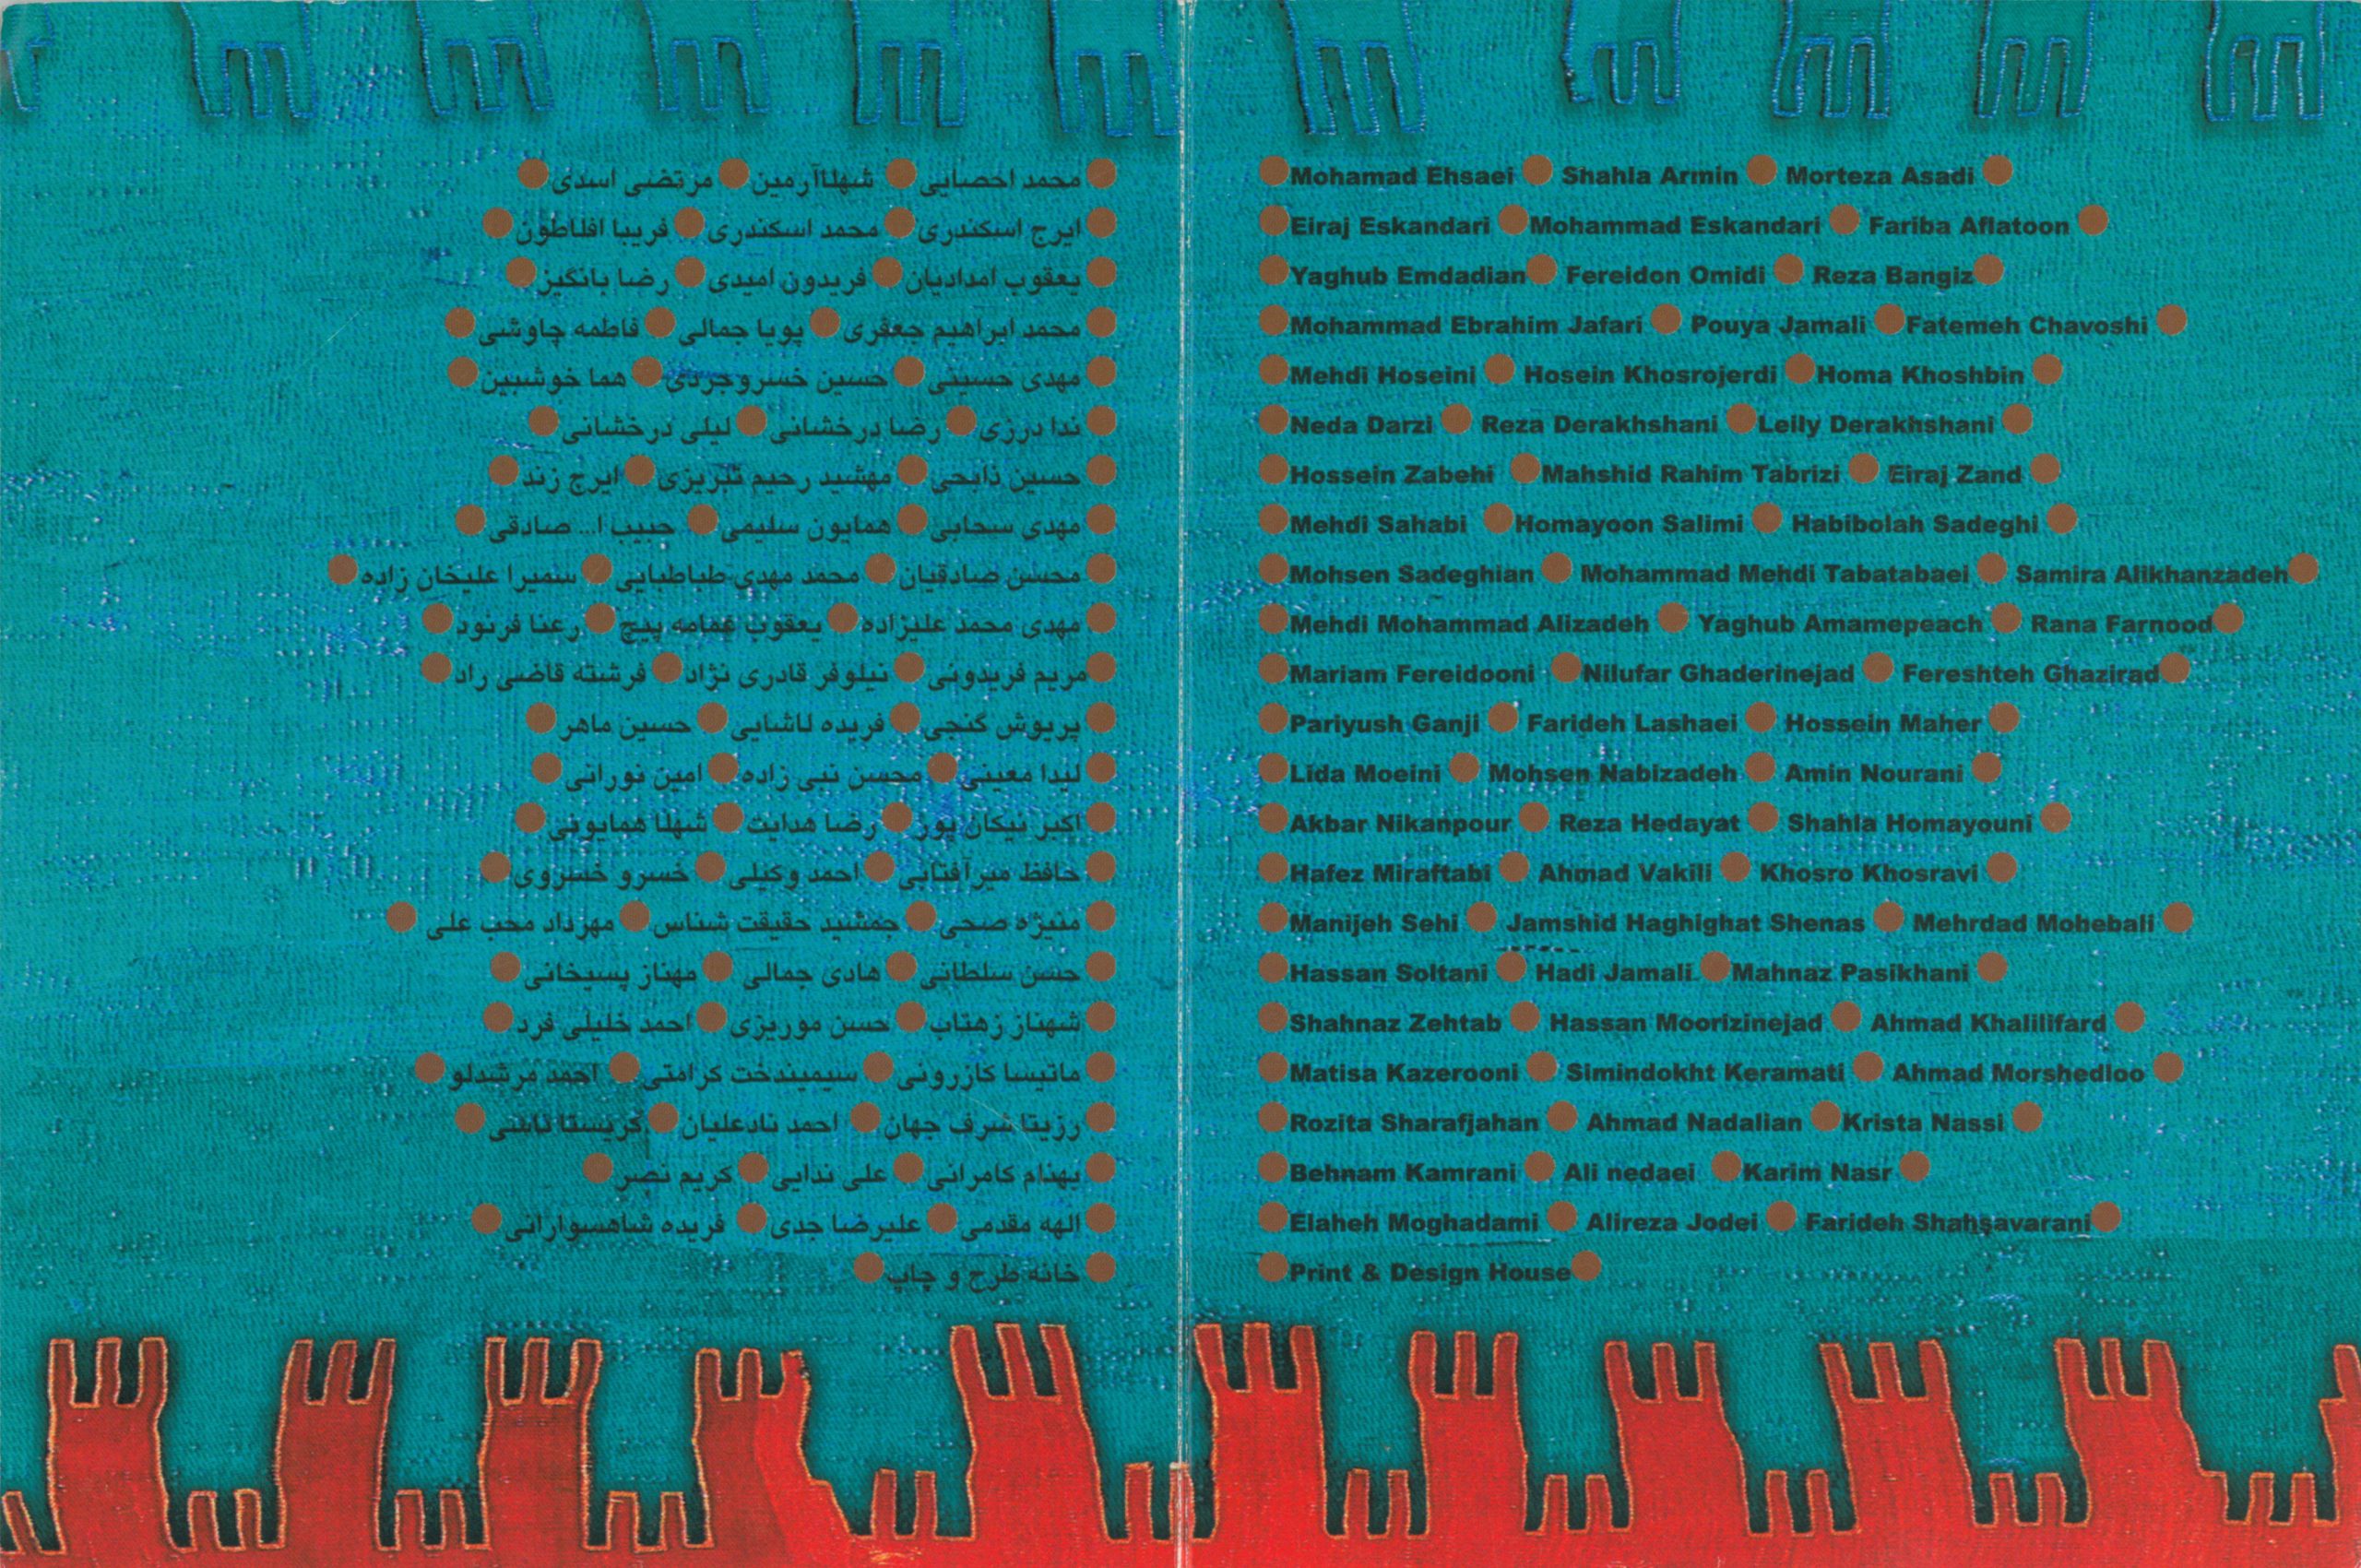 محمد احصایی شهلاآرمین مرتضی اسدی
ایرج اسکندری محمد اسکندری فریبا افلاطون
یعقوب امدادیان فریدون امیدی رضا بانگیز
محمد ابراهیم جعفری پویا جمالی فاطمه چاوشی
مهدی حسینی حسین خسروجردی هما خوشبین
ندا درزی رضا درخشانی لیلی درخشانی
حسین ذابحی مهشید رحیم تبریزی ایرج زند
مهدی سحابی همایون سلیمی حبیب ا... صادقی
محسن صادقیان محمد مهدی طباطبایی سمیرا علیخان زاده
مهدی محمد علیزاده یعقوب عمامه پیچ رعنا فرنود
مریم فریدونی نیلوفر قادری نژاد فرشته قاضی راد
پریوش گنجی فریده لاشایی حسین ماهر
لیدا معینی محسن نبی زاده امین نورانی
اکبر نیکان پور رضا هدایت شهلا همایونی
حافظ میرآفتابی احمد وکیلی خسرو خسروی
منیژه صحی جمشید حقیقت شناس مهرداد محب علی
حسن سلطانی هادی جمالی مهناز پسیخانی
شهناز زهتاب حسن موریزی احمد خلیلی فرد
ماتیسا کازرونی سیمیندخت کرامتی احمد مرشدلو
رزیتا شرف جهان احمد نادعلیان کریستا ناسی
بهنام کامرانی علی ندایی کریم نصر
الهه مقدمی علیرضا جدی فریده شاهسوارانی
خانه طرح و چاپ
Mohamad Ehsaei Shahla Armin Morteza Asadi
Eiraj Eskandari Mohammad Eskandari Fariba Aflatoon
Yaghub Emdadian Fereidon Omidi Reza Bangiz
Mohammad Ebrahim Jafari Pouya Jamali Fatemeh Chavoshi
Mehdi Hoseini Hosein Khosrojerdi Homa Khoshbin
Neda Darzi Reza Derakhshani Leily Derakhshani
Hossein Zabehi Mahshid Rahim Tabrizi Eiraj Zand
Mehdi Sahabi Homayoon Salimi Habibolah Sadeghi
Mohsen Sadeghian Mohammad Mehdi Tabatabaei Samira Alikhanzadeh
Mehdi Mohammad Alizadeh Yaghub Amamepeach Rana Farnood
Mariam Fereidooni Nilufar Ghaderinejad Fereshteh Ghazirad
Pariyush Ganji Farideh Lashaei Hossein Maher
Lida Moeini Mohsen Nabizadeh Amin Nourani
Akbar Nikanpour Reza Hedayat Shahla Homayouni
Hafez Miraftabi Ahmad Vakili Khosro Khosravi
Manijeh Sehi Jamshid Haghighat Shenas Mehrdad Mohebali
Hassan Soltani Hadi Jamali Mahnaz Pasikhani
Shahnaz Zehtab Hassan Moorizinejad Ahmad Khalilifard
Matisa Kazerooni Simindokht Keramati Ahmad Morshedloo
Rozita Sharafjahan Ahmad Nadalian Krista Nassi
Behnam Kamrani Ali nedaei Karim Nasr
Elaheh Moghadami Alireza Jodei Farideh Shahsavarani
Print & Design House